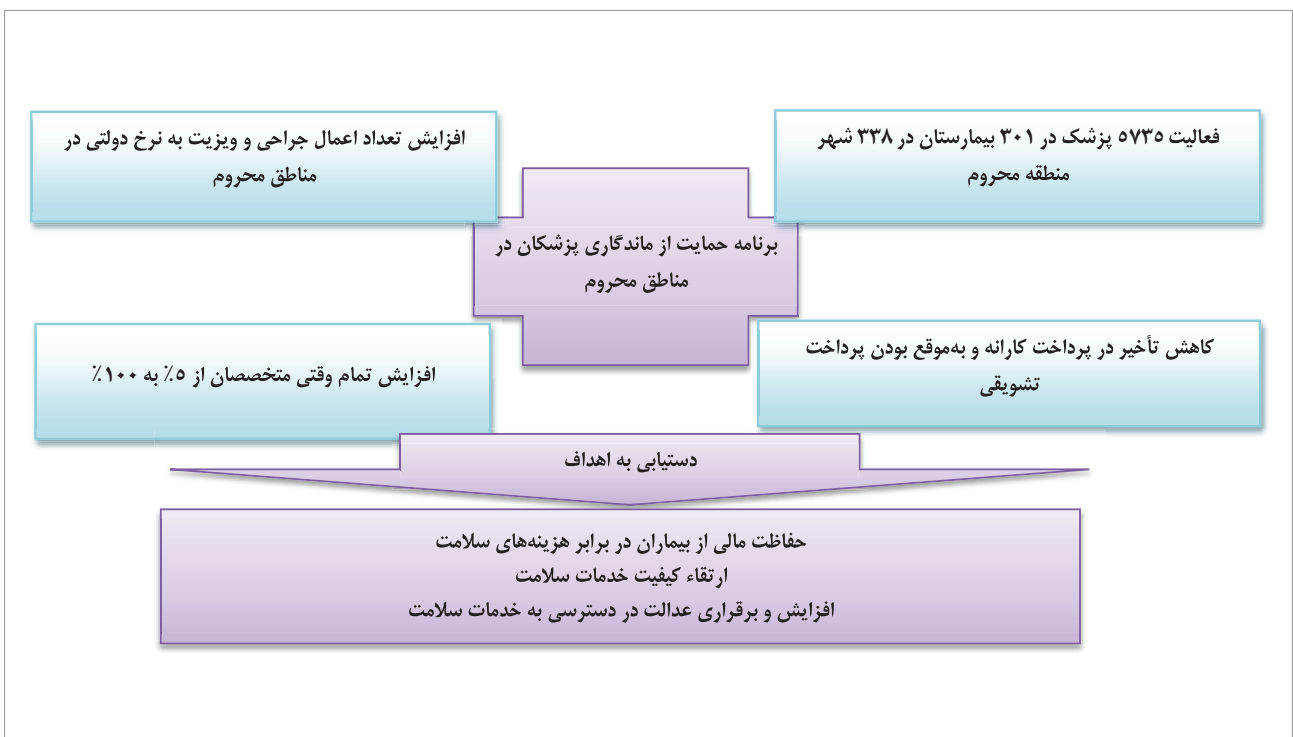 فعالیت ۵۷۳۵ پزشک در ۳۰۱ بیمارستان در ۳۳۸ شهر
منطقه محروم
افزایش تعداد اعمال جراحی و ویزیت به نرخ دولتی در
مناطق محروم
برنامه حمایت از ماندگاری پزشکان در
مناطق محروم
کاهش تأخیر در پرداخت کارانه و به‌موقع بودن پرداخت
تشویقی
افزایش تمام وقتی متخصصان از ۵٪ به ۱۰۰٪
دستیابی به اهداف
حفاظت مالی از بیماران در برابر هزینه‌های سلامت
ارتقاء کیفیت خدمات سلامت
افزایش و برقراری عدالت در دسترسی به خدمات سلامت